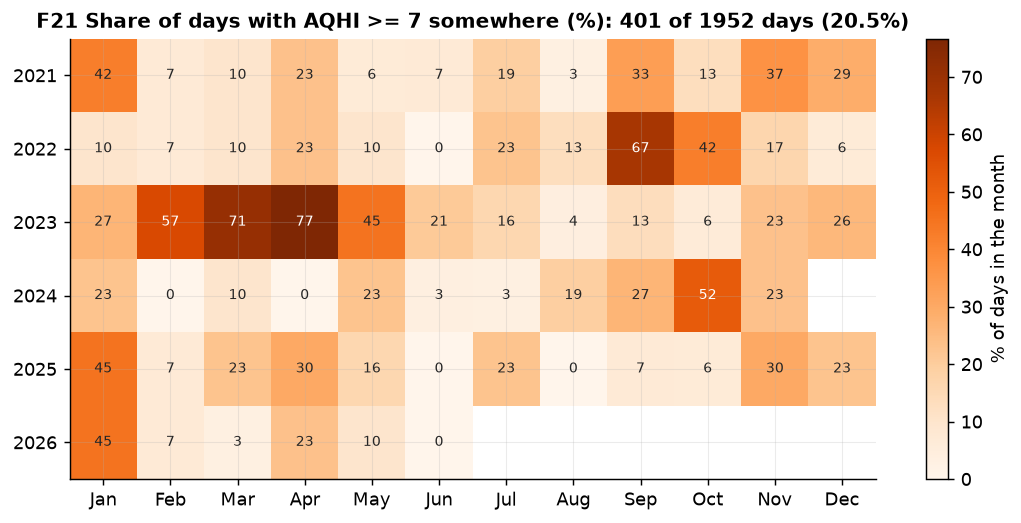 F21 Share of days with AQHI >= 7 somewhere (%): 401 of 1952 days (20.5%)
2021 42 7 10 23 6 7 19 3 33 13 37 29
2022 10 7 10 23 10 0 23 13 67 42 17 6
2023 27 57 71 77 45 21 16 4 13 6 23 26
2024 23 0 10 0 23 3 3 19 27 52 23
2025 45 7 23 30 16 0 23 0 7 6 30 23
2026 45 7 3 23 10 0
Jan Feb Mar Apr May Jun Jul Aug Sep Oct Nov Dec
70
60
50
40
30
20
10
0
% of days in the month